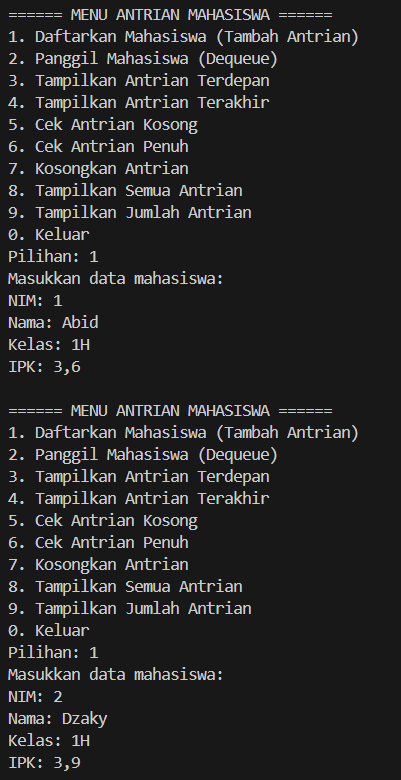 ====== MENU ANTRIAN MAHASISWA ======
1. Daftarkan Mahasiswa (Tambah Antrian)
2. Panggil Mahasiswa (Dequeue)
3. Tampilkan Antrian Terdepan
4. Tampilkan Antrian Terakhir
5. Cek Antrian Kosong
6. Cek Antrian Penuh
7. Kosongkan Antrian
8. Tampilkan Semua Antrian
9. Tampilkan Jumlah Antrian
0. Keluar
Pilihan: 1
Masukkan data mahasiswa:
NIM: 1
Nama: Abid
Kelas: 1H
IPK: 3,6

====== MENU ANTRIAN MAHASISWA ======
1. Daftarkan Mahasiswa (Tambah Antrian)
2. Panggil Mahasiswa (Dequeue)
3. Tampilkan Antrian Terdepan
4. Tampilkan Antrian Terakhir
5. Cek Antrian Kosong
6. Cek Antrian Penuh
7. Kosongkan Antrian
8. Tampilkan Semua Antrian
9. Tampilkan Jumlah Antrian
0. Keluar
Pilihan: 1
Masukkan data mahasiswa:
NIM: 2
Nama: Dzaky
Kelas: 1H
IPK: 3,9